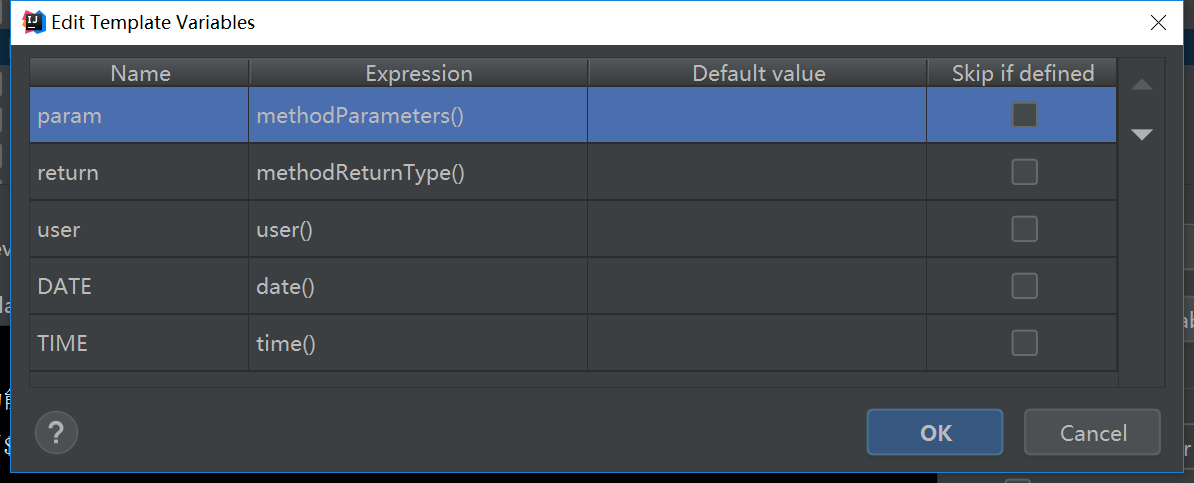 Edit Template Variables
Name Expression Default value Skip if defined
param methodParameters()
return methodReturnType()
user user()
DATE date()
TIME time()
? OK Cancel